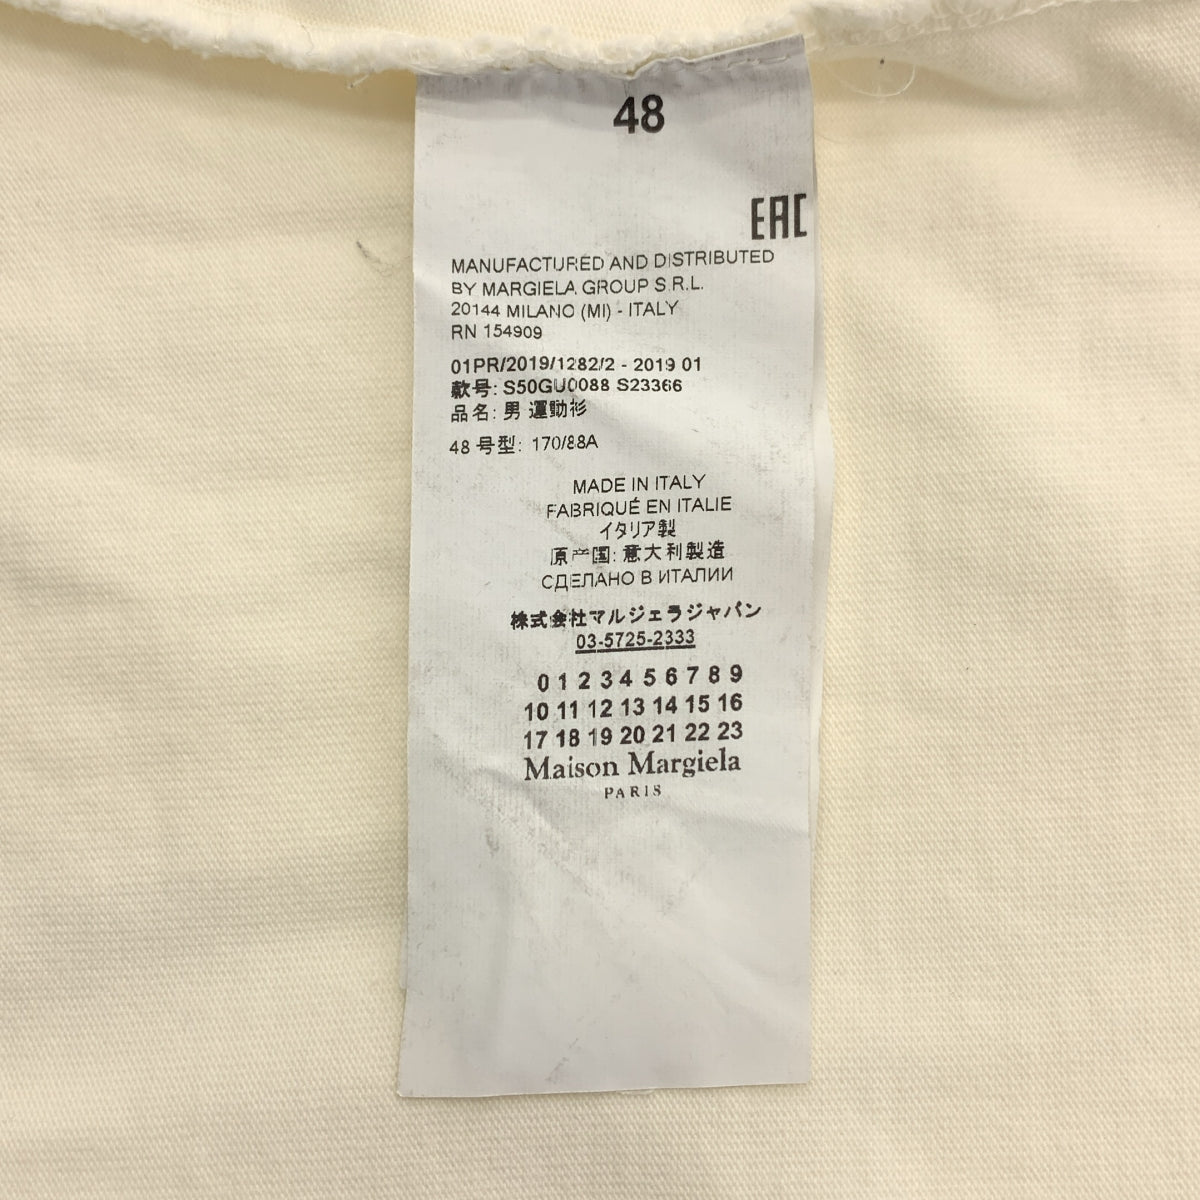 48
EAC
MANUFACTURED AND DISTRIBUTED
BY MARGIELA GROUP S.R.L.
20144 MILANO (MI) - ITALY
RN 154909
01PR/2019/1282/2 - 2019 01
款号: S50GU0088 S23366
品名: 男 運動衫
48 号型: 170/88A
MADE IN ITALY
FABRIQUÉ EN ITALIE
イタリア製
原产国: 意大利製造
СДЕЛАНО В ИТАЛИИ
株式会社マルジェラジャパン
03-5725-2333
0 1 2 3 4 5 6 7 8 9
10 11 12 13 14 15 16
17 18 19 20 21 22 23
Maison Margiela
PARIS